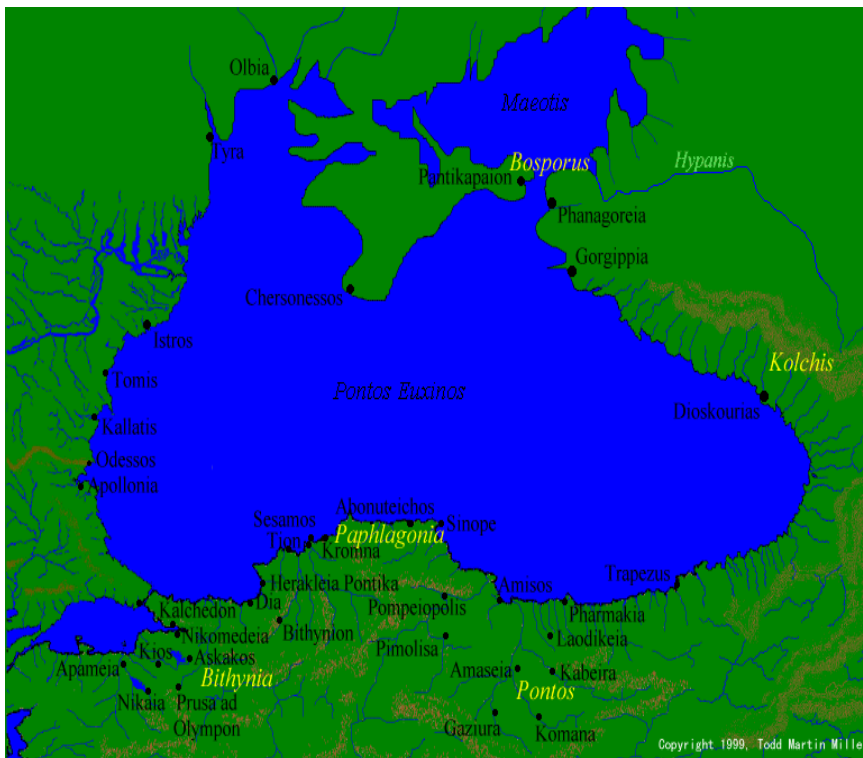 Olbia
Maeotis
Tyra
Bosporus
Hypanis
Pantikapaion
Phanagoreia
Gorgippia
Chersonessos
Istros
Kolchis
Tomis
Pontos Euxinos
Dioskourias
Kallatis
Odessos
Apollonia
Abonuteichos
Sesamos
Sinope
Paphlagonia
Tion
Kromna
Trapezus
Herakleia Pontika
Amisos
Kalchedon
Dia
Pompeiopolis
Pharmakia
Bithynion
Nikomedeia
Pimolisa
Laodikeia
Apameia
Kios
Askakos
Bithynia
Amaseia
Kabeira
Pontos
Nikaia
Prusa ad
Olympon
Gaziura
Komana
Copyright 1999, Todd Martin Mille